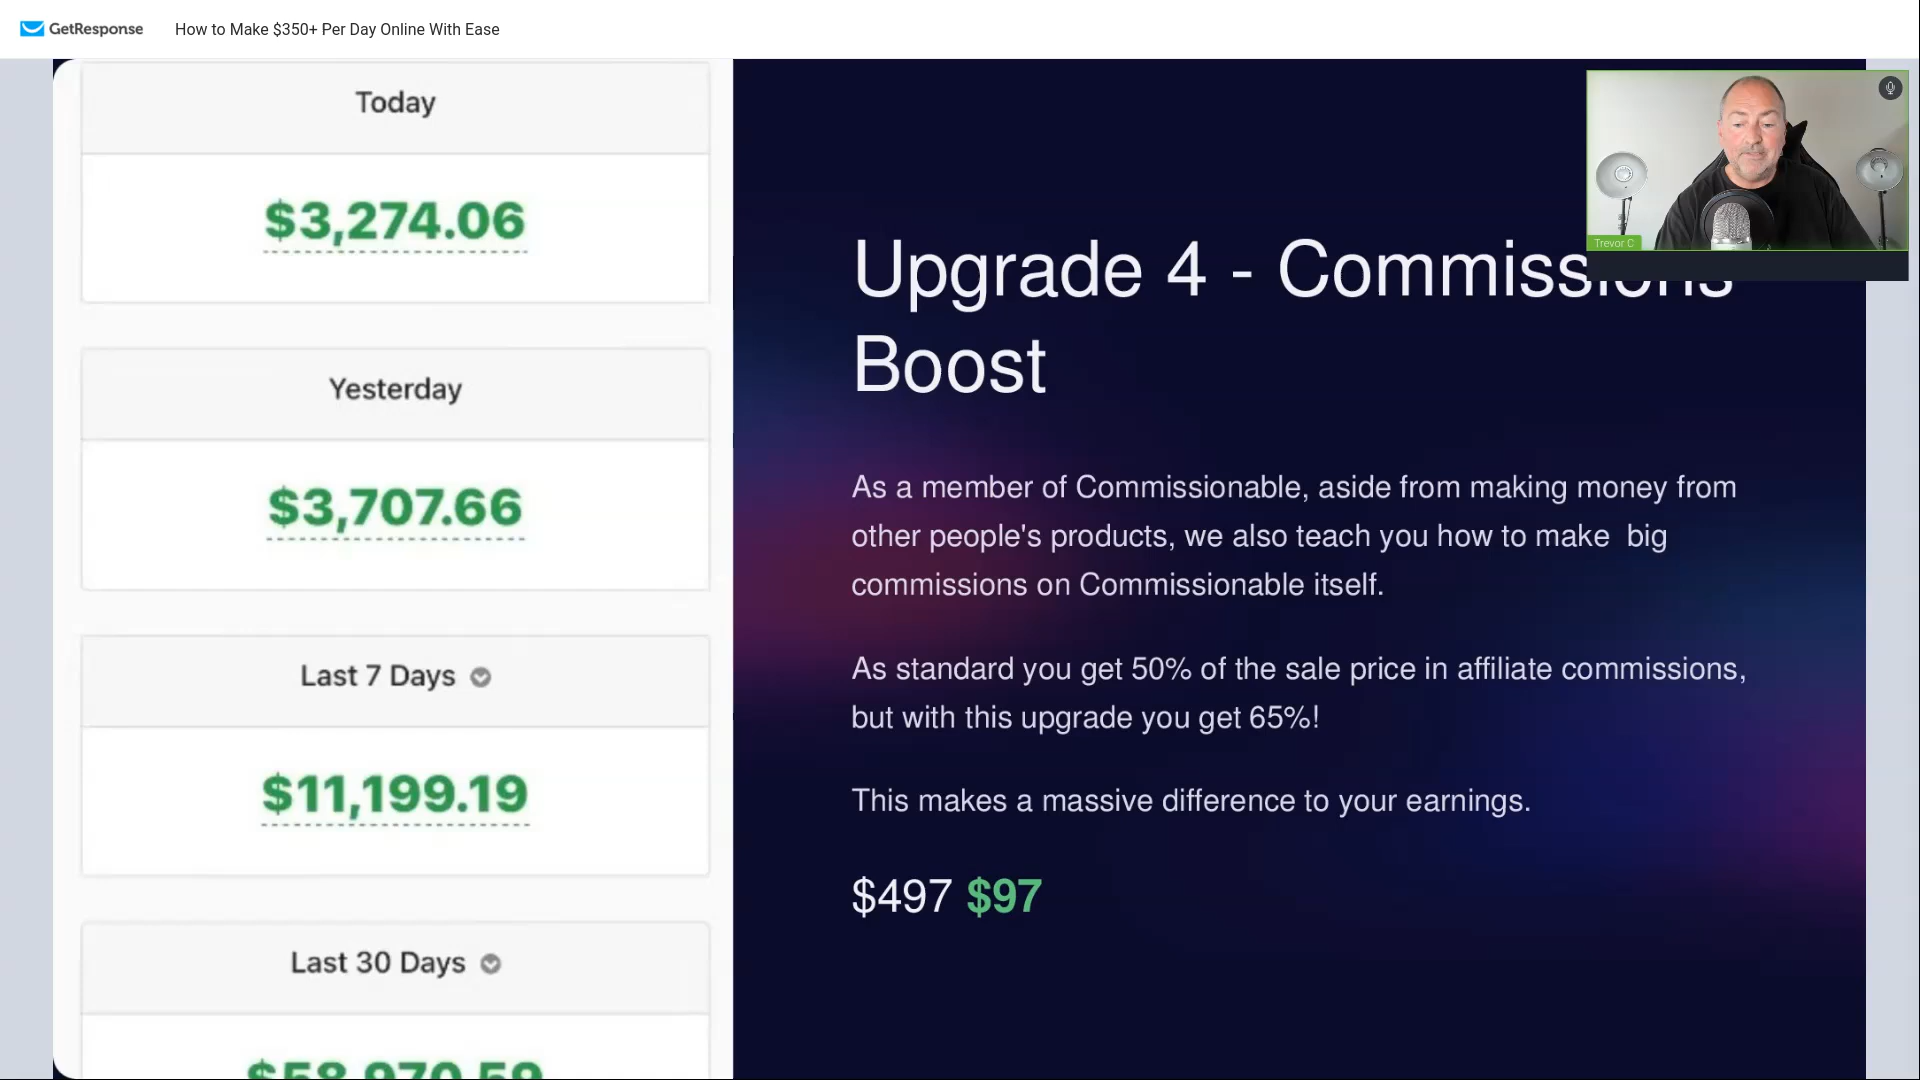 GetResponse
How to Make $350+ Per Day Online With Ease
Today
$3,274.06
Yesterday
$3,707.66
Last 7 Days
$11,199.19
Last 30 Days
$58,970.59
Trevor C
Upgrade 4 - Commissions
Boost
As a member of Commissionable, aside from making money from
other people's products, we also teach you how to make big
commissions on Commissionable itself.
As standard you get 50% of the sale price in affiliate commissions,
but with this upgrade you get 65%!
This makes a massive difference to your earnings.
$497 $97